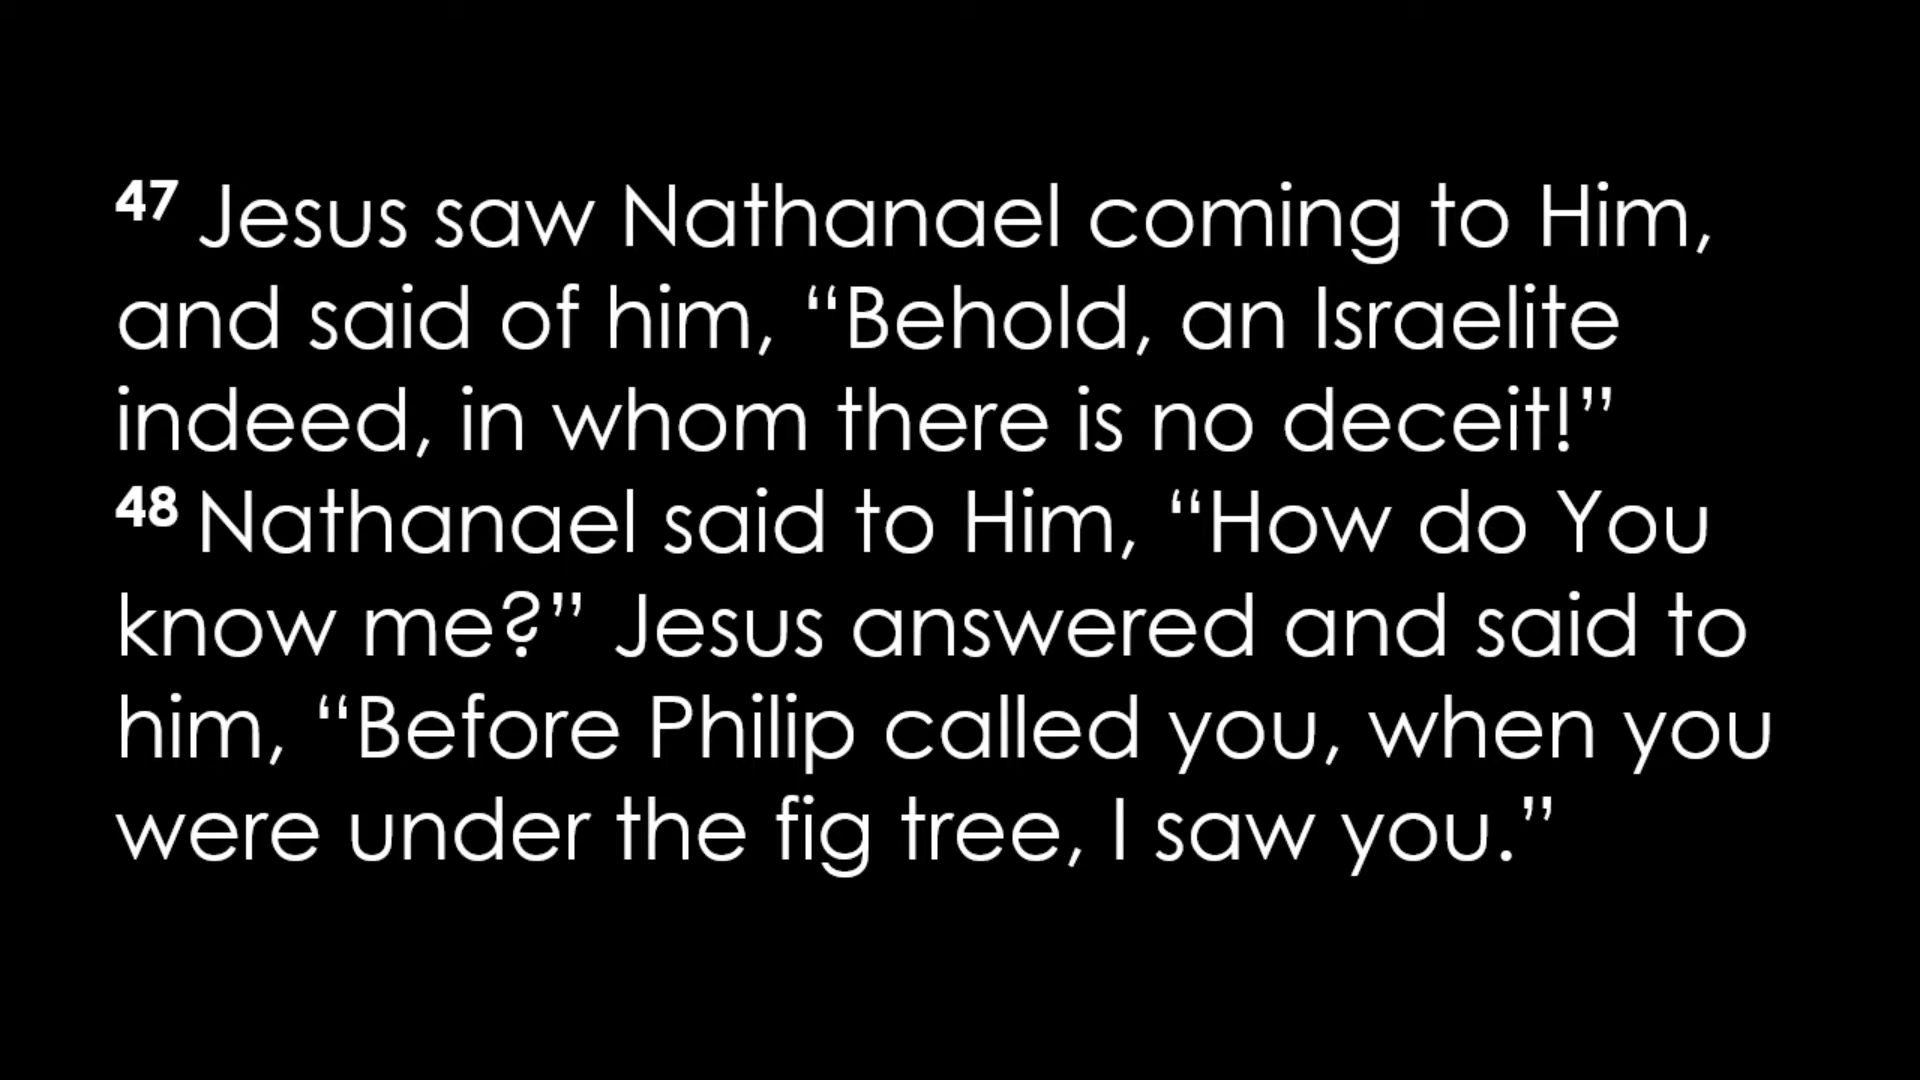 47 Jesus saw Nathanael coming to Him,
and said of him, “Behold, an Israelite
indeed, in whom there is no deceit!”
48 Nathanael said to Him, “How do You
know me?” Jesus answered and said to
him, “Before Philip called you, when you
were under the fig tree, I saw you.”